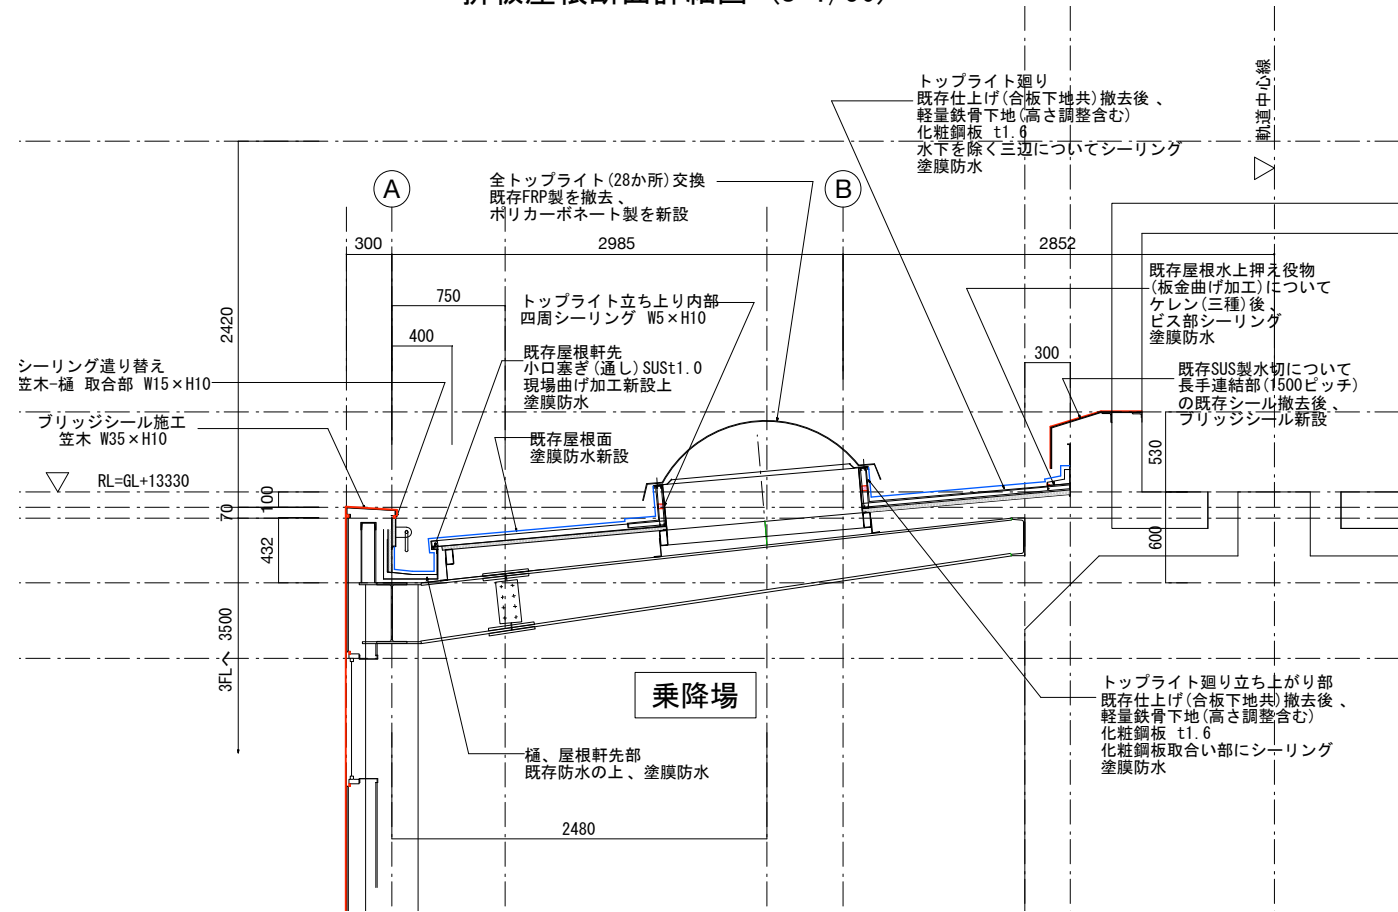 トップライト廻り
既存仕上げ(合板下地共)撤去後、
軽量鉄骨下地(高さ調整含む)
化粧鋼板 t1.6
水下を除く三辺についてシーリング
塗膜防水
軌道中心線
全トップライト(28か所)交換
既存FRP製を撤去、
ポリカーボネート製を新設
A
B
300
2985
2852
750
400
2420
トップライト立ち上り内部
四周シーリング W5×H10
既存屋根水上押え役物
(板金曲げ加工)について
ケレン(三種)後、
ビス部シーリング
塗膜防水
300
既存屋根軒先
小口塞ぎ(通し)SUSt1.0
現場曲げ加工新設上
塗膜防水
シーリング遣り替え
笠木-樋 取合部 W15×H10
既存SUS製水切について
長手連結部(1500ピッチ)
の既存シール撤去後、
ブリッジシール新設
ブリッジシール施工
笠木 W35×H10
既存屋根面
塗膜防水新設
530
RL=GL+13330
100
70
432
600
3FLへ 3500
乗降場
トップライト廻り立ち上がり部
既存仕上げ(合板下地共)撤去後、
軽量鉄骨下地(高さ調整含む)
化粧鋼板 t1.6
化粧鋼板取合い部にシーリング
塗膜防水
樋、屋根軒先部
既存防水の上、塗膜防水
2480